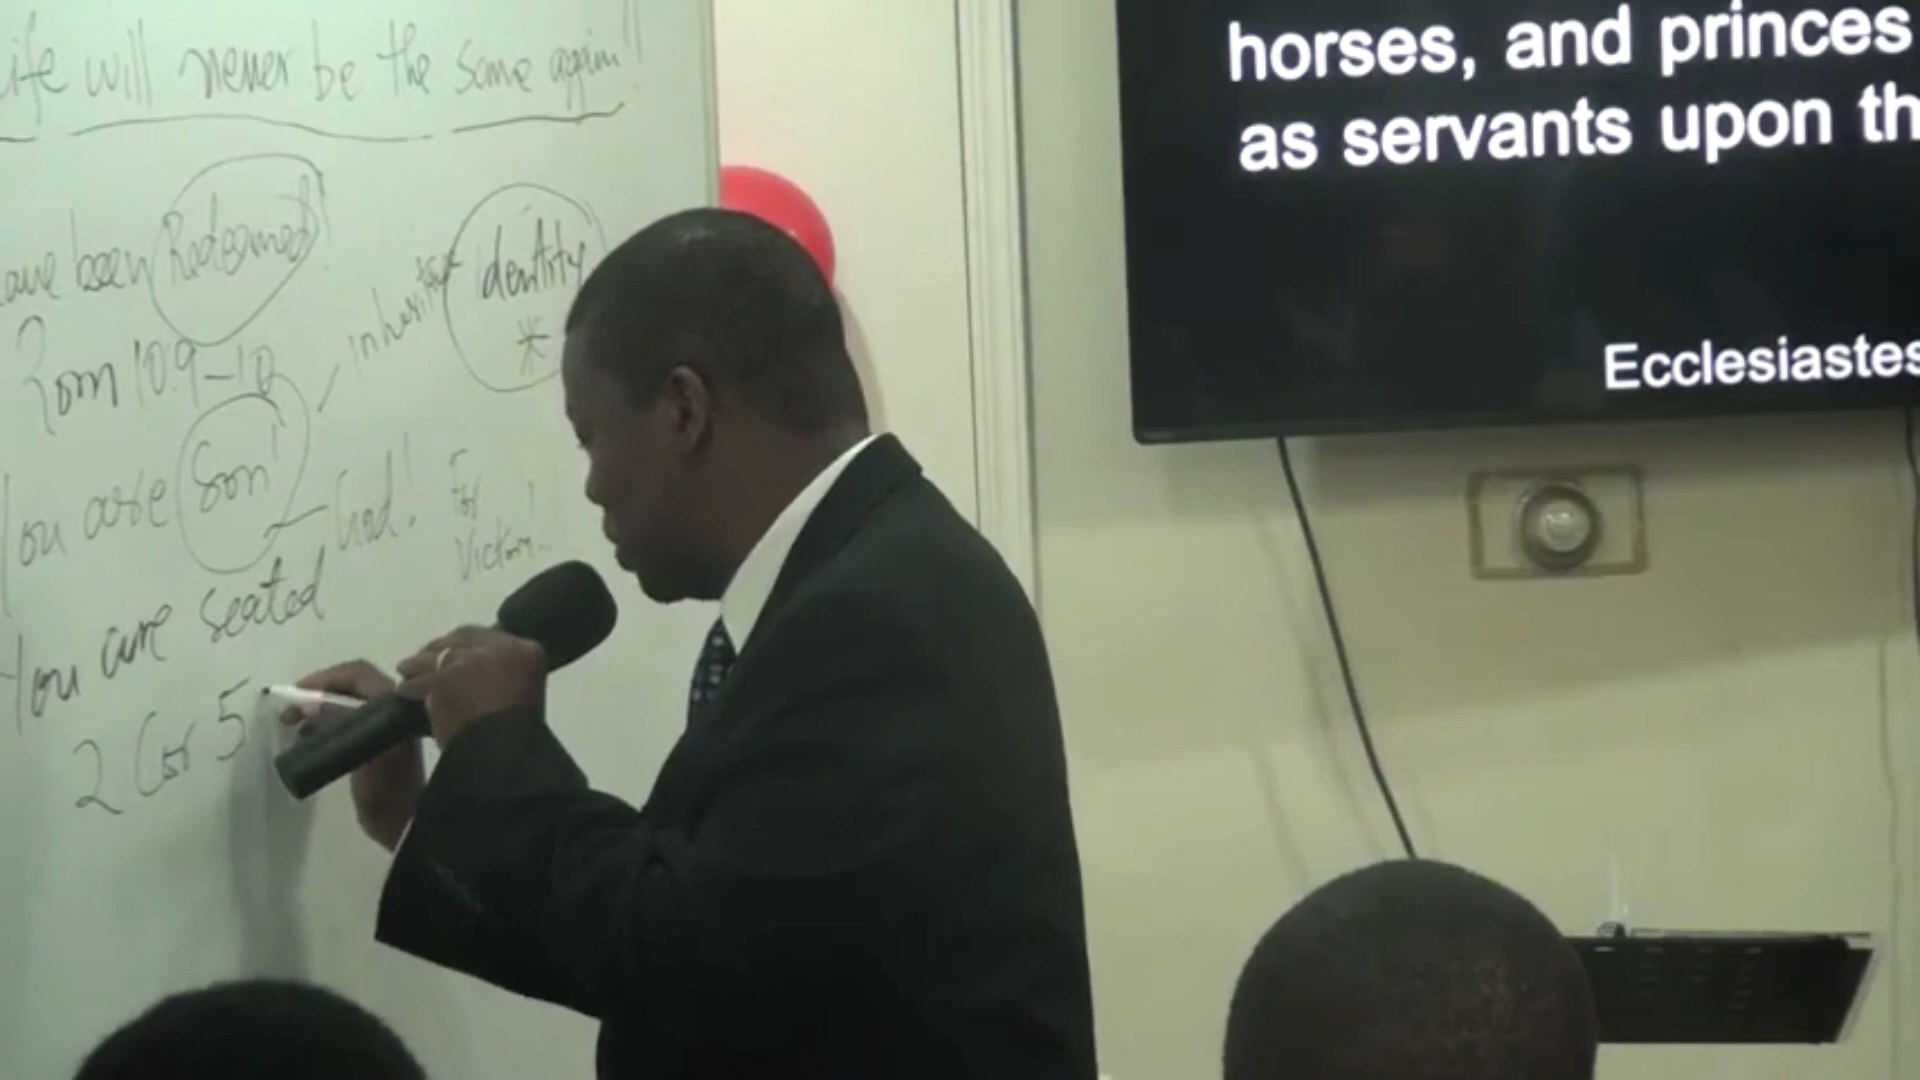 ife will never be the same again!!
ave been Redeemed!
Rom 10.9-10
inherit
identity
*
You are Son!
God!
For
Victory!
You are seated
2 Cor 5
horses, and princes
as servants upon th
Ecclesiastes